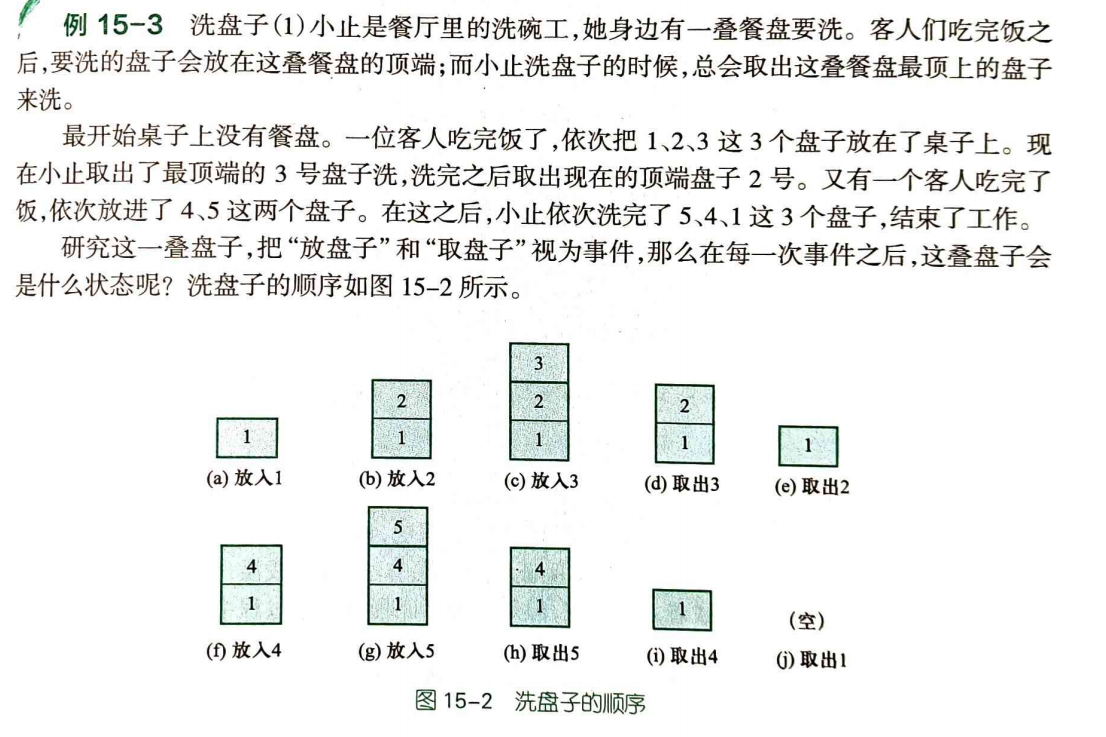 例 15-3 洗盘子(1)小止是餐厅里的洗碗工,她身边有一叠餐盘要洗。客人们吃完饭之
后,要洗的盘子会放在这叠餐盘的顶端;而小止洗盘子的时候,总会取出这叠餐盘最顶上的盘子
来洗。
最开始桌子上没有餐盘。一位客人吃完饭了,依次把 1、2、3 这 3 个盘子放在了桌子上。现
在小止取出了最顶端的 3 号盘子洗,洗完之后取出现在的顶端盘子 2 号。又有一个客人吃完了
饭,依次放进了 4、5 这两个盘子。在这之后,小止依次洗完了 5、4、1 这 3 个盘子,结束了工作。
研究这一叠盘子,把“放盘子”和“取盘子”视为事件,那么在每一次事件之后,这叠盘子会
是什么状态呢? 洗盘子的顺序如图 15-2 所示。
1
(a) 放入1
2
1
(b) 放入2
3
2
1
(c) 放入3
2
1
(d) 取出3
1
(e) 取出2
4
1
(f) 放入4
5
4
1
(g) 放入5
4
1
(h) 取出5
1
(i) 取出4
(空)
(j) 取出1
图 15-2 洗盘子的顺序